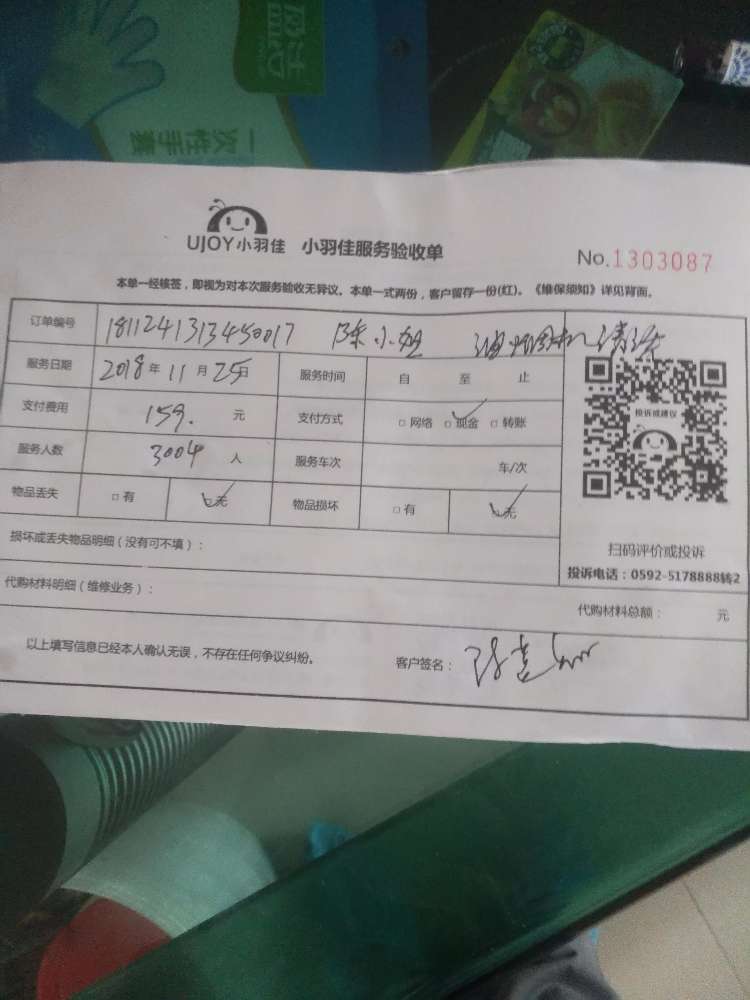 一次性手套
UJOY小羽佳 小羽佳服务验收单
No.1303087
本单一经核签，即视为对本次服务验收无异议。本单一式两份，客户留存一份(红)。《维保须知》详见背面。
订单编号 1811241313450017 陈小姐 油烟机清洗
服务日期 2018年11月25日 服务时间 自 至 止
支付费用 159. 元 支付方式 □网络 □现金 □转账
服务人数 3004 人 服务车次 车/次
物品丢失 □有 □无 物品损坏 □有 □无
投诉或建议
扫码评价或投诉
投诉电话：0592-5178888转2
损坏或丢失物品明细（没有可不填）：
代购材料明细（维修业务）：
代购材料总额： 元
以上填写信息已经本人确认无误，不存在任何争议纠纷。 客户签名：